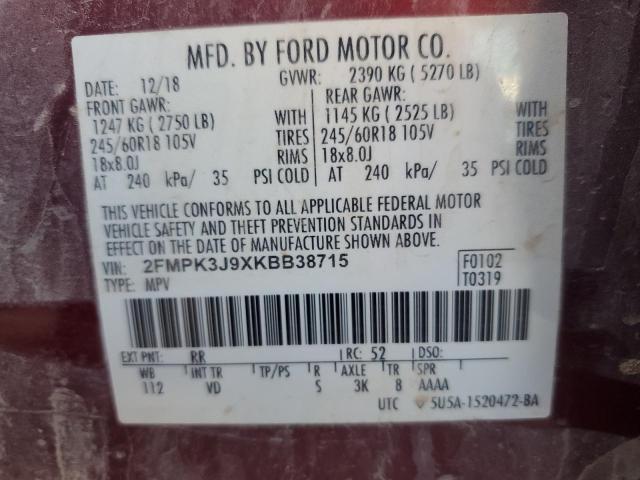 MFD. BY FORD MOTOR CO.
DATE: 12/18 GVWR: 2390 KG ( 5270 LB)
FRONT GAWR: REAR GAWR:
1247 KG ( 2750 LB) WITH 1145 KG ( 2525 LB) WITH
245/60R18 105V TIRES 245/60R18 105V TIRES
18x8.0J RIMS 18x8.0J RIMS
AT 240 kPa/ 35 PSI COLD AT 240 kPa/ 35 PSI COLD
THIS VEHICLE CONFORMS TO ALL APPLICABLE FEDERAL MOTOR
VEHICLE SAFETY AND THEFT PREVENTION STANDARDS IN
EFFECT ON THE DATE OF MANUFACTURE SHOWN ABOVE.
VIN: 2FMPK3J9XKBB38715 F0102
TYPE: MPV T0319
EXT PNT: RR RC: 52 DSO:
WB INT TR TP/PS R AXLE TR SPR
112 VD S 3K 8 AAAA
UTC 5U5A-1520472-BA